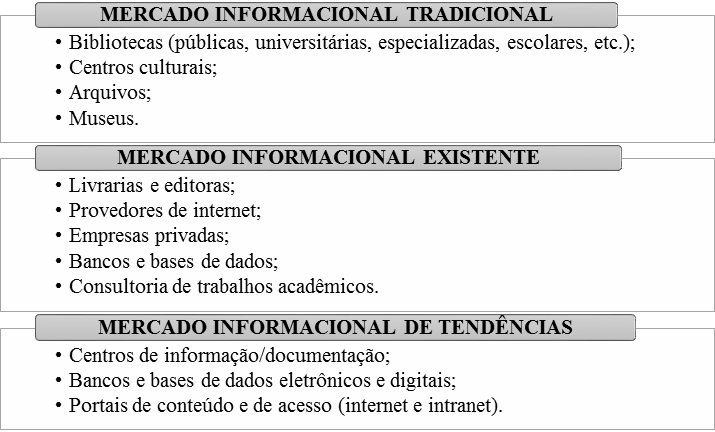 MERCADO INFORMACIONAL TRADICIONAL
• Bibliotecas (públicas, universitárias, especializadas, escolares, etc.);
• Centros culturais;
• Arquivos;
• Museus.
MERCADO INFORMACIONAL EXISTENTE
• Livrarias e editoras;
• Provedores de internet;
• Empresas privadas;
• Bancos e bases de dados;
• Consultoria de trabalhos acadêmicos.
MERCADO INFORMACIONAL DE TENDÊNCIAS
• Centros de informação/documentação;
• Bancos e bases de dados eletrônicos e digitais;
• Portais de conteúdo e de acesso (internet e intranet).